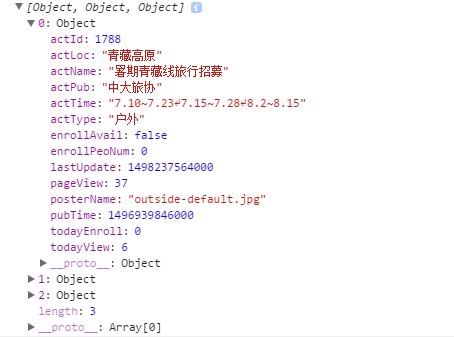 ▼[Object, Object, Object] i
▼0: Object
actId: 1788
actLoc: "青藏高原"
actName: "暑期青藏线旅行招募"
actPub: "中大旅协"
actTime: "7.10~7.23↵7.15~7.28↵8.2~8.15"
actType: "户外"
enrollAvail: false
enrollPeoNum: 0
lastUpdate: 1498237564000
pageView: 37
posterName: "outside-default.jpg"
pubTime: 1496939846000
todayEnroll: 0
todayView: 6
▶__proto__: Object
▶1: Object
▶2: Object
length: 3
▶__proto__: Array[0]